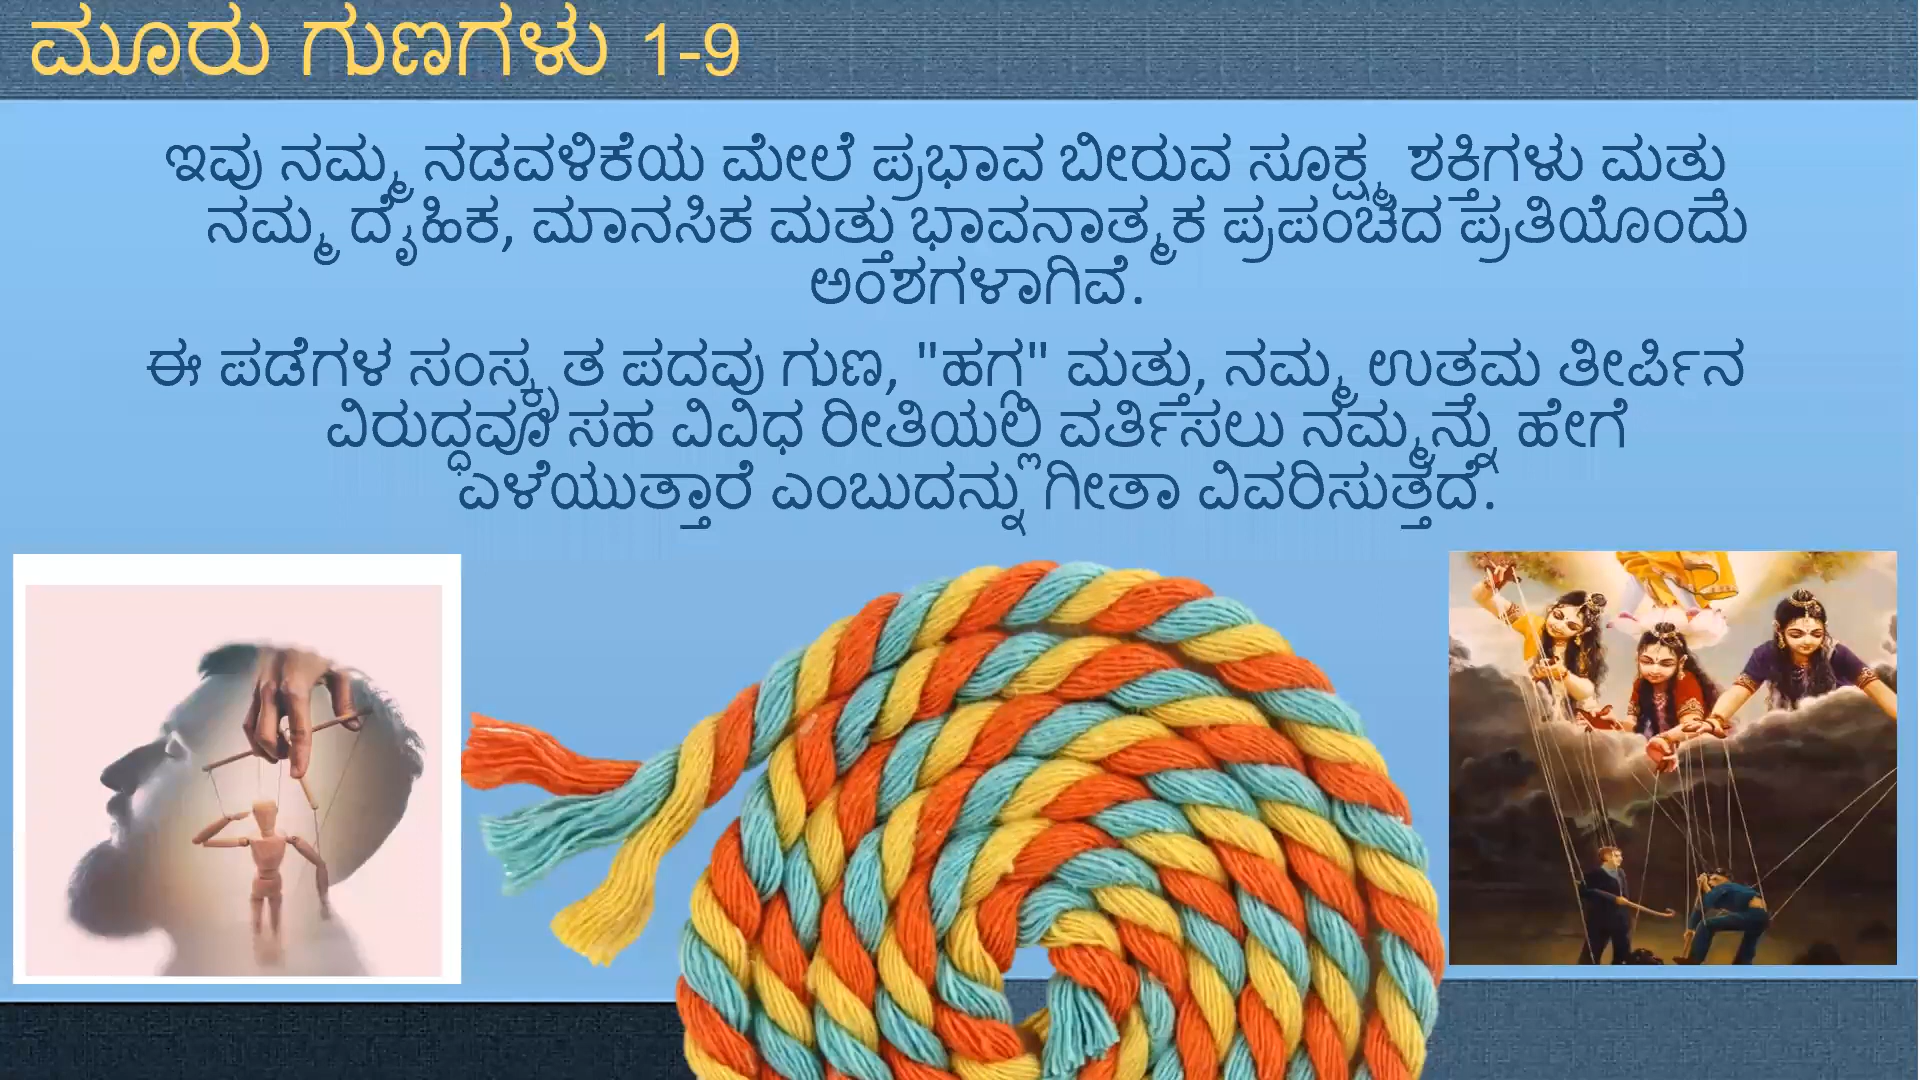 ಮೂರು ಗುಣಗಳು 1-9
ಇವು ನಮ್ಮ ನಡವಳಿಕೆಯ ಮೇಲೆ ಪ್ರಭಾವ ಬೀರುವ ಸೂಕ್ಷ್ಮ ಶಕ್ತಿಗಳು ಮತ್ತು
ನಮ್ಮ ದೈಹಿಕ, ಮಾನಸಿಕ ಮತ್ತು ಭಾವನಾತ್ಮಕ ಪ್ರಪಂಚದ ಪ್ರತಿಯೊಂದು
ಅಂಶಗಳಾಗಿವೆ.
ಈ ಪಡೆಗಳ ಸಂಸ್ಕೃತ ಪದವು ಗುಣ, "ಹಗ್ಗ" ಮತ್ತು, ನಮ್ಮ ಉತ್ತಮ ತೀರ್ಪಿನ
ವಿರುದ್ಧವೂ ಸಹ ವಿವಿಧ ರೀತಿಯಲ್ಲಿ ವರ್ತಿಸಲು ನಮ್ಮನ್ನು ಹೇಗೆ
ಎಳೆಯುತ್ತಾರೆ ಎಂಬುದನ್ನು ಗೀತಾ ವಿವರಿಸುತ್ತದೆ.